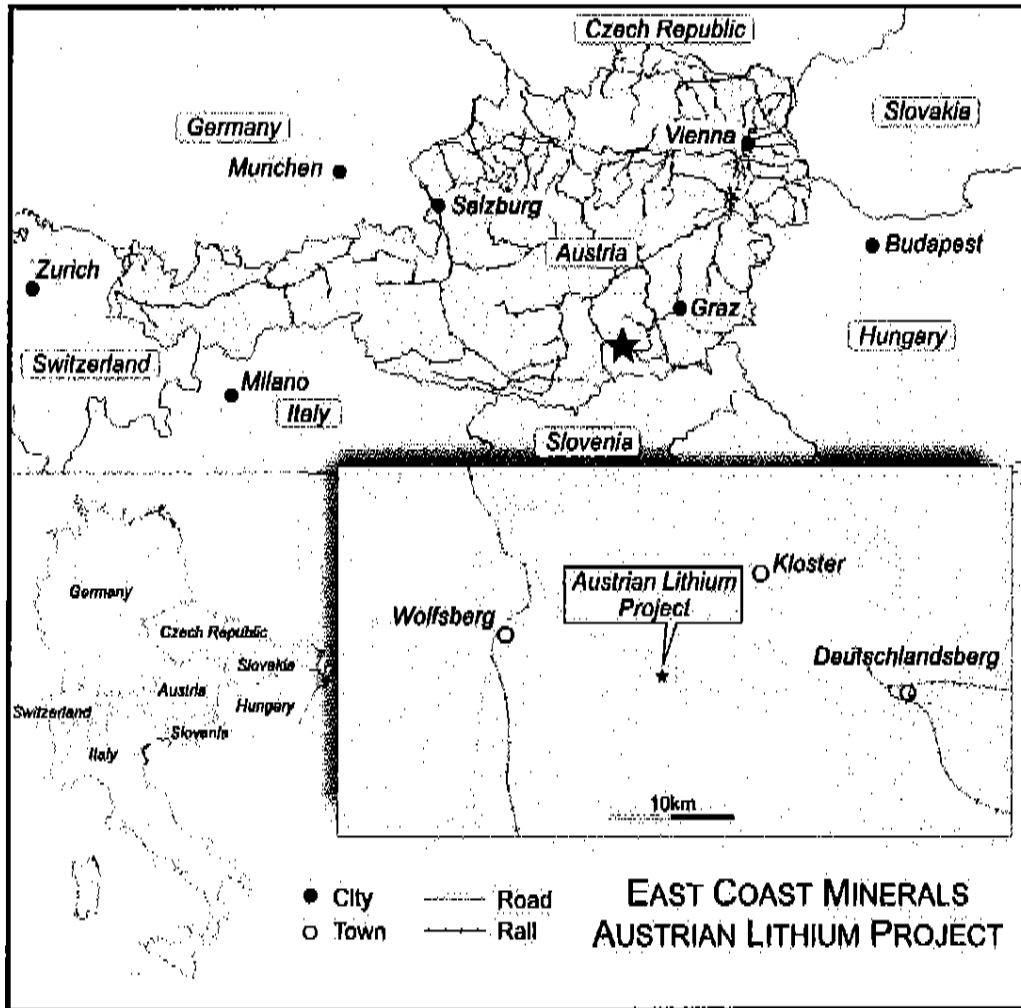 Czech Republic
Germany
Slovakia
Vienna
Munchen
Salzburg
Austria
Budapest
Zurich
Graz
Hungary
Switzerland
Milano
Italy
Slovenia
Germany
Czech Republic
Slovakia
Austria
Hungary
Switzerland
Slovenia
Italy
Kloster
Austrian Lithium
Project
Wolfsberg
Deutschlandsberg
10km
City
Road
Town
Rail
EAST COAST MINERALS
AUSTRIAN LITHIUM PROJECT